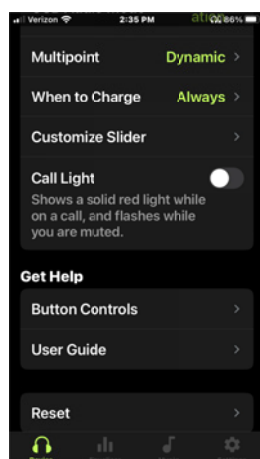 Verizon 2:35 PM 86%
Multipoint Dynamic >
When to Charge Always >
Customize Slider >
Call Light
Shows a solid red light while
on a call, and flashes while
you are muted.
Get Help
Button Controls >
User Guide >
Reset >